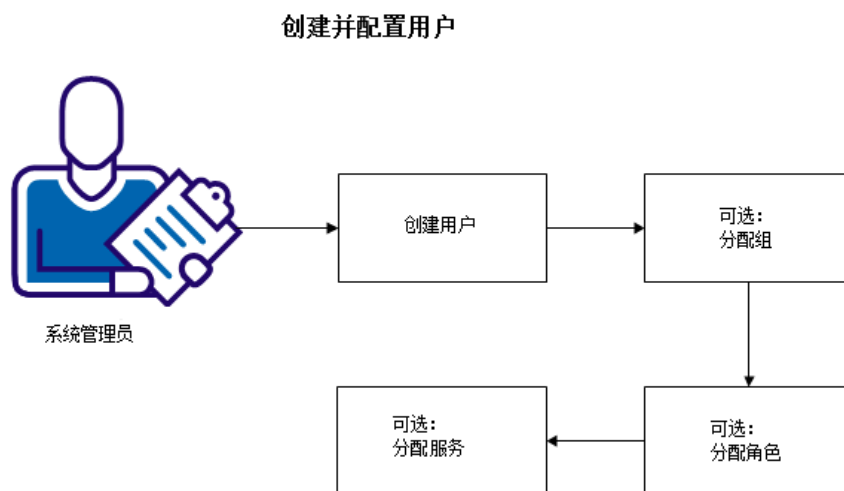 创建并配置用户
创建用户
可选：
分配组
系统管理员
可选：
分配服务
可选：
分配角色